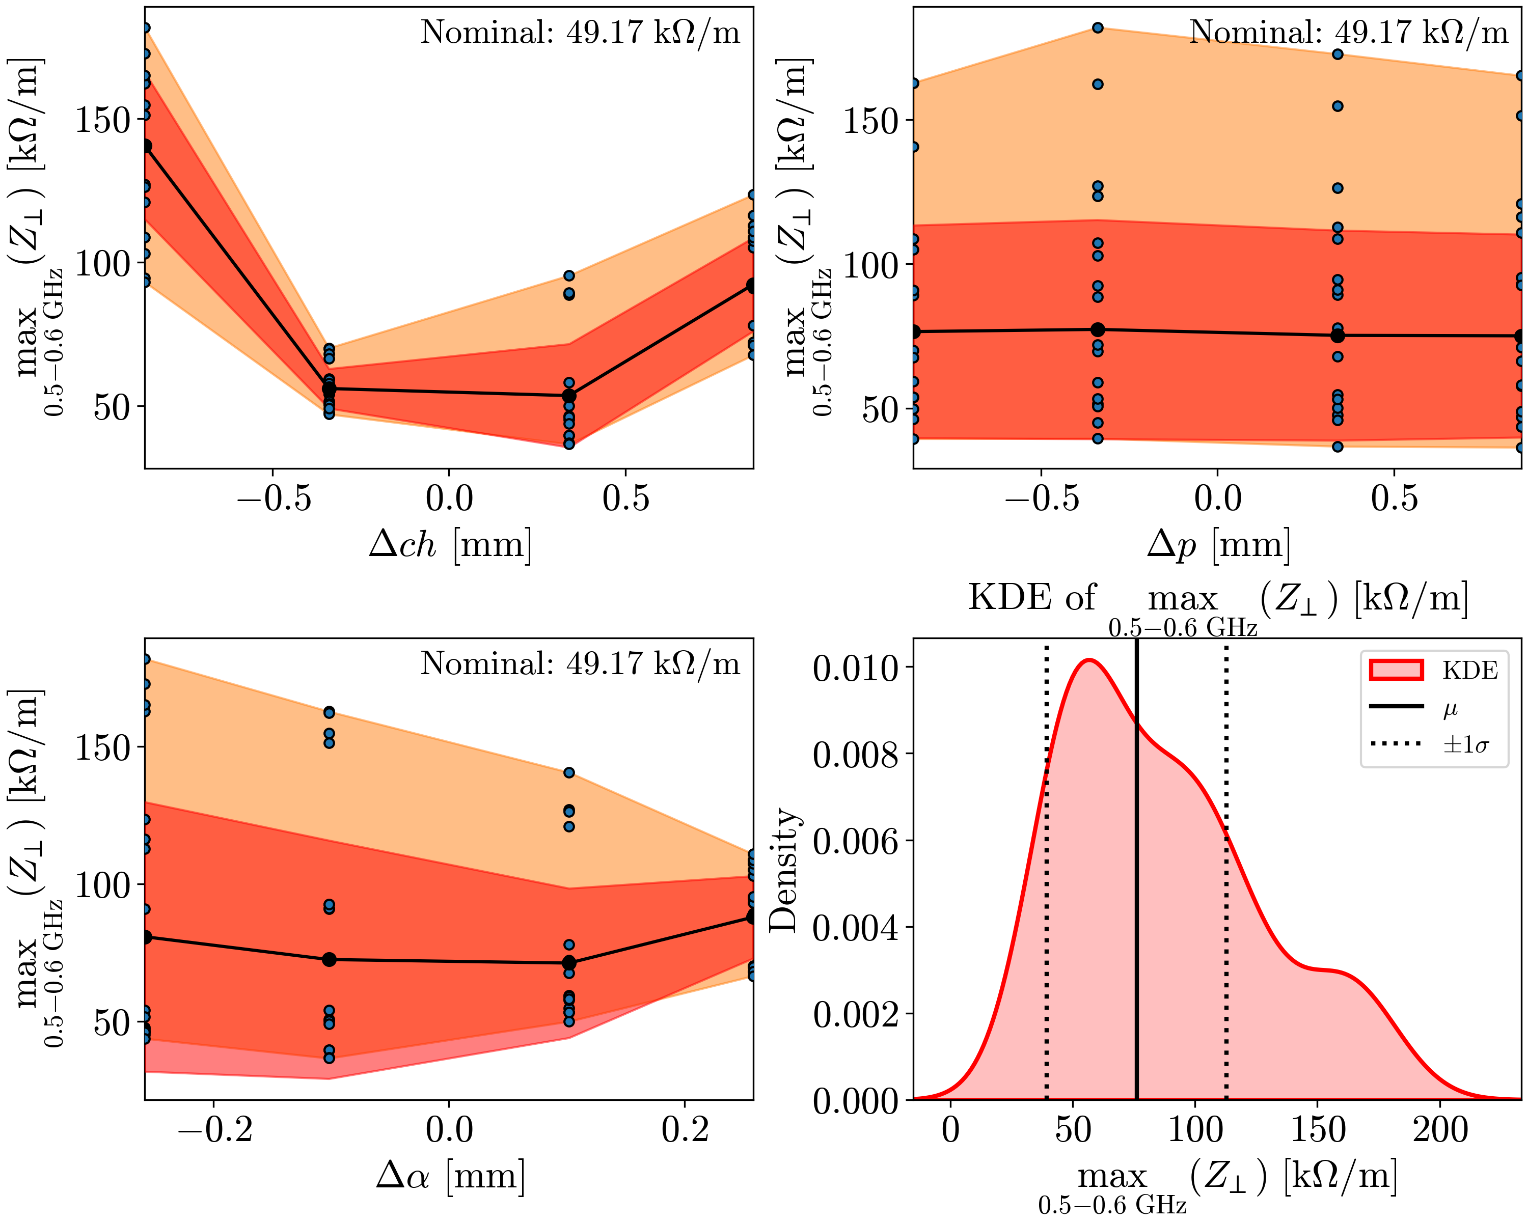 Nominal: 49.17 kΩ/m
max (Z⊥) [kΩ/m]
0.5−0.6 GHz
150
100
50
−0.5 0.0 0.5
Δch [mm]
Nominal: 49.17 kΩ/m
max (Z⊥) [kΩ/m]
0.5−0.6 GHz
150
100
50
−0.5 0.0 0.5
Δp [mm]
Nominal: 49.17 kΩ/m
max (Z⊥) [kΩ/m]
0.5−0.6 GHz
150
100
50
−0.2 0.0 0.2
Δα [mm]
KDE of max (Z⊥) [kΩ/m]
0.5−0.6 GHz
KDE
μ
±1σ
Density
0.010
0.008
0.006
0.004
0.002
0.000
0 50 100 150 200
max (Z⊥) [kΩ/m]
0.5−0.6 GHz